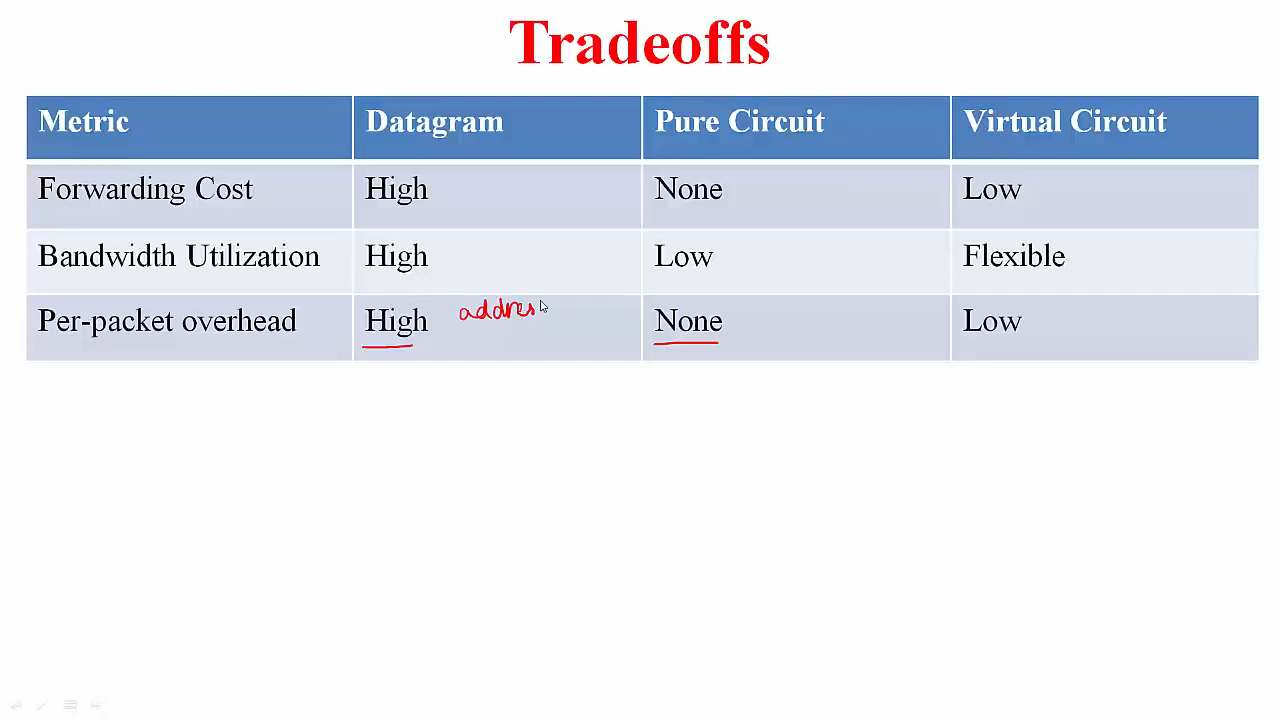 Tradeoffs
Metric Datagram Pure Circuit Virtual Circuit
Forwarding Cost High None Low
Bandwidth Utilization High Low Flexible
Per-packet overhead High addres None Low